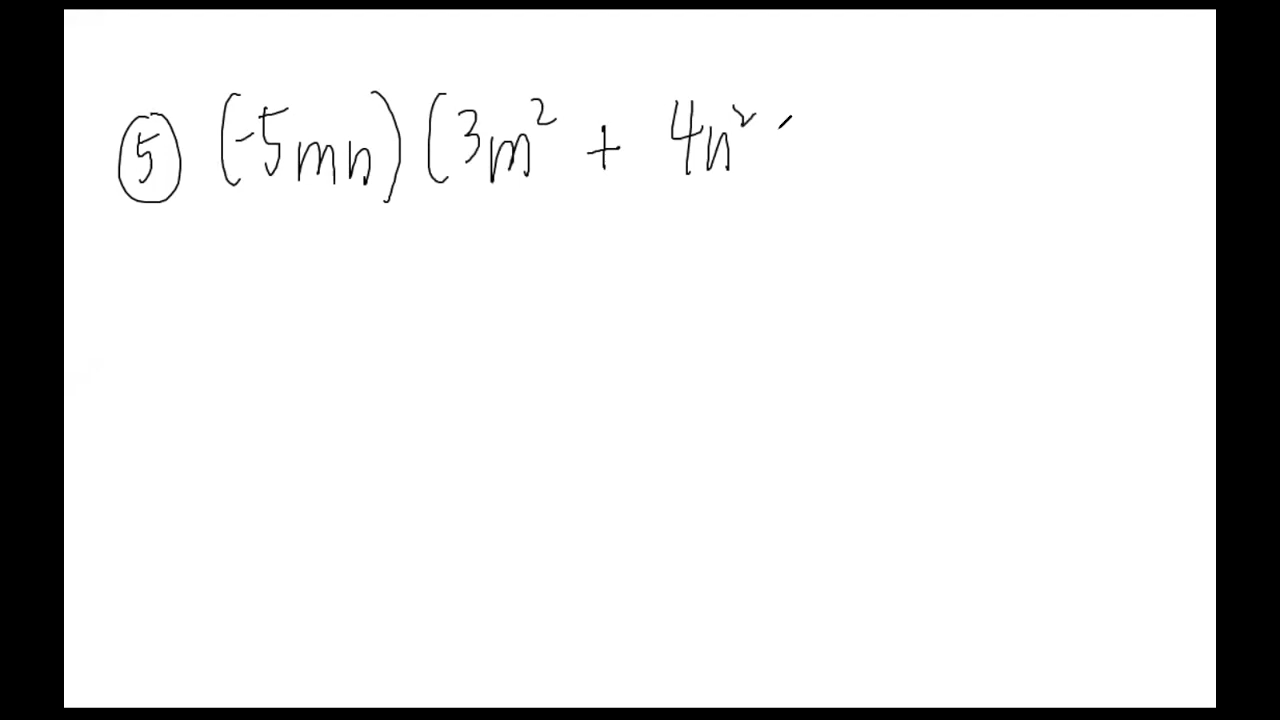 ⑤ (-5mn)(3m² + 4n²